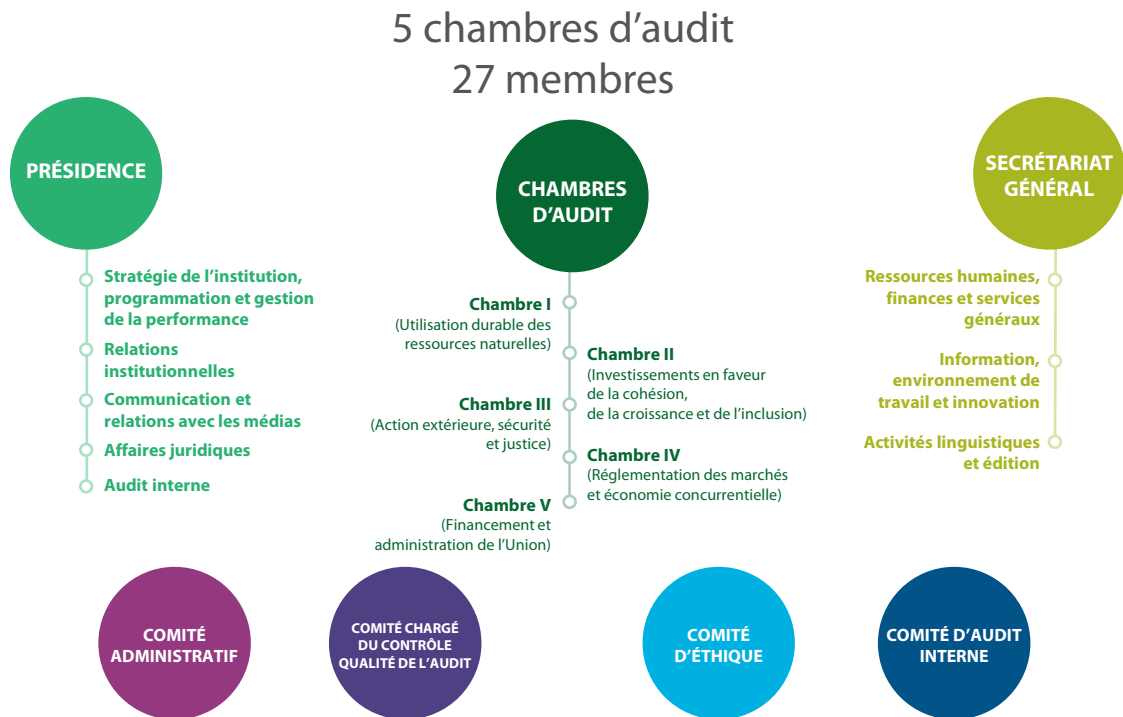 5 chambres d’audit
27 membres
PRÉSIDENCE
Stratégie de l’institution,
programmation et gestion
de la performance
Relations
institutionnelles
Communication et
relations avec les médias
Affaires juridiques
Audit interne
CHAMBRES
D’AUDIT
Chambre I
(Utilisation durable des
ressources naturelles)
Chambre II
(Investissements en faveur
de la cohésion,
de la croissance et de l’inclusion)
Chambre III
(Action extérieure, sécurité
et justice)
Chambre IV
(Réglementation des marchés
et économie concurrentielle)
Chambre V
(Financement et
administration de l’Union)
SECRÉTARIAT
GÉNÉRAL
Ressources humaines,
finances et services
généraux
Information,
environnement de
travail et innovation
Activités linguistiques
et édition
COMITÉ
ADMINISTRATIF
COMITÉ CHARGÉ
DU CONTRÔLE
QUALITÉ DE L’AUDIT
COMITÉ
D’ÉTHIQUE
COMITÉ D’AUDIT
INTERNE